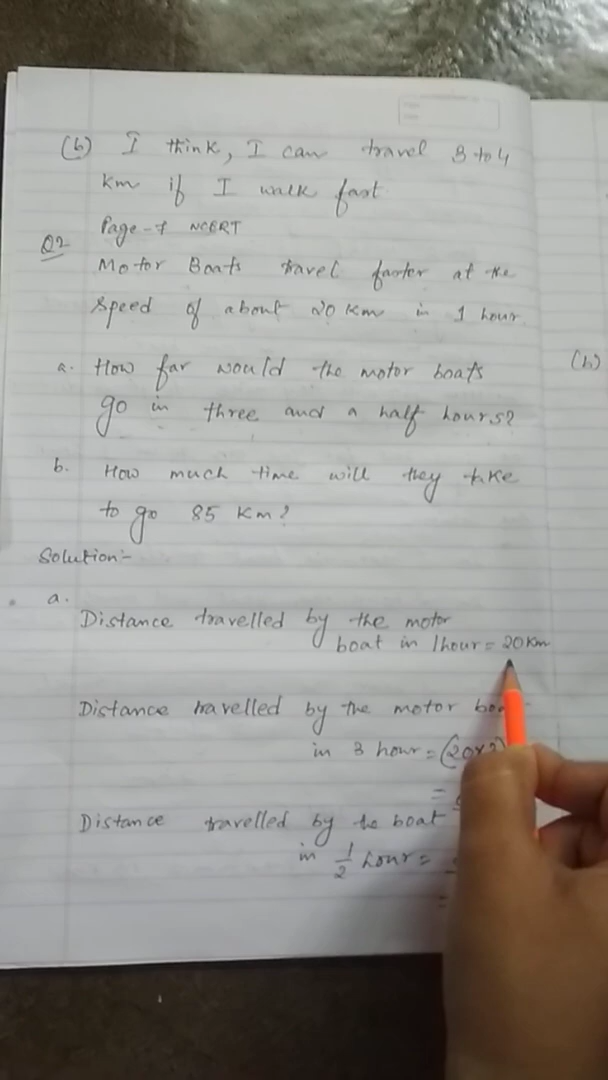 (b) I think, I can travel 3 to 4
km if I walk fast
Page-7 NCERT
Q2 Motor Boats travel faster at the
speed of about 20 km in 1 hour.
a. How far would the motor boats
go in three and a half hours?
b. How much time will they take
to go 85 Km?
Solution:-
a.
Distance travelled by the motor
boat in 1 hour = 20 Km
Distance travelled by the motor
in 3 hour = (20×3)
=
Distance travelled by the boat
in 1/2 hour =
=
(b)